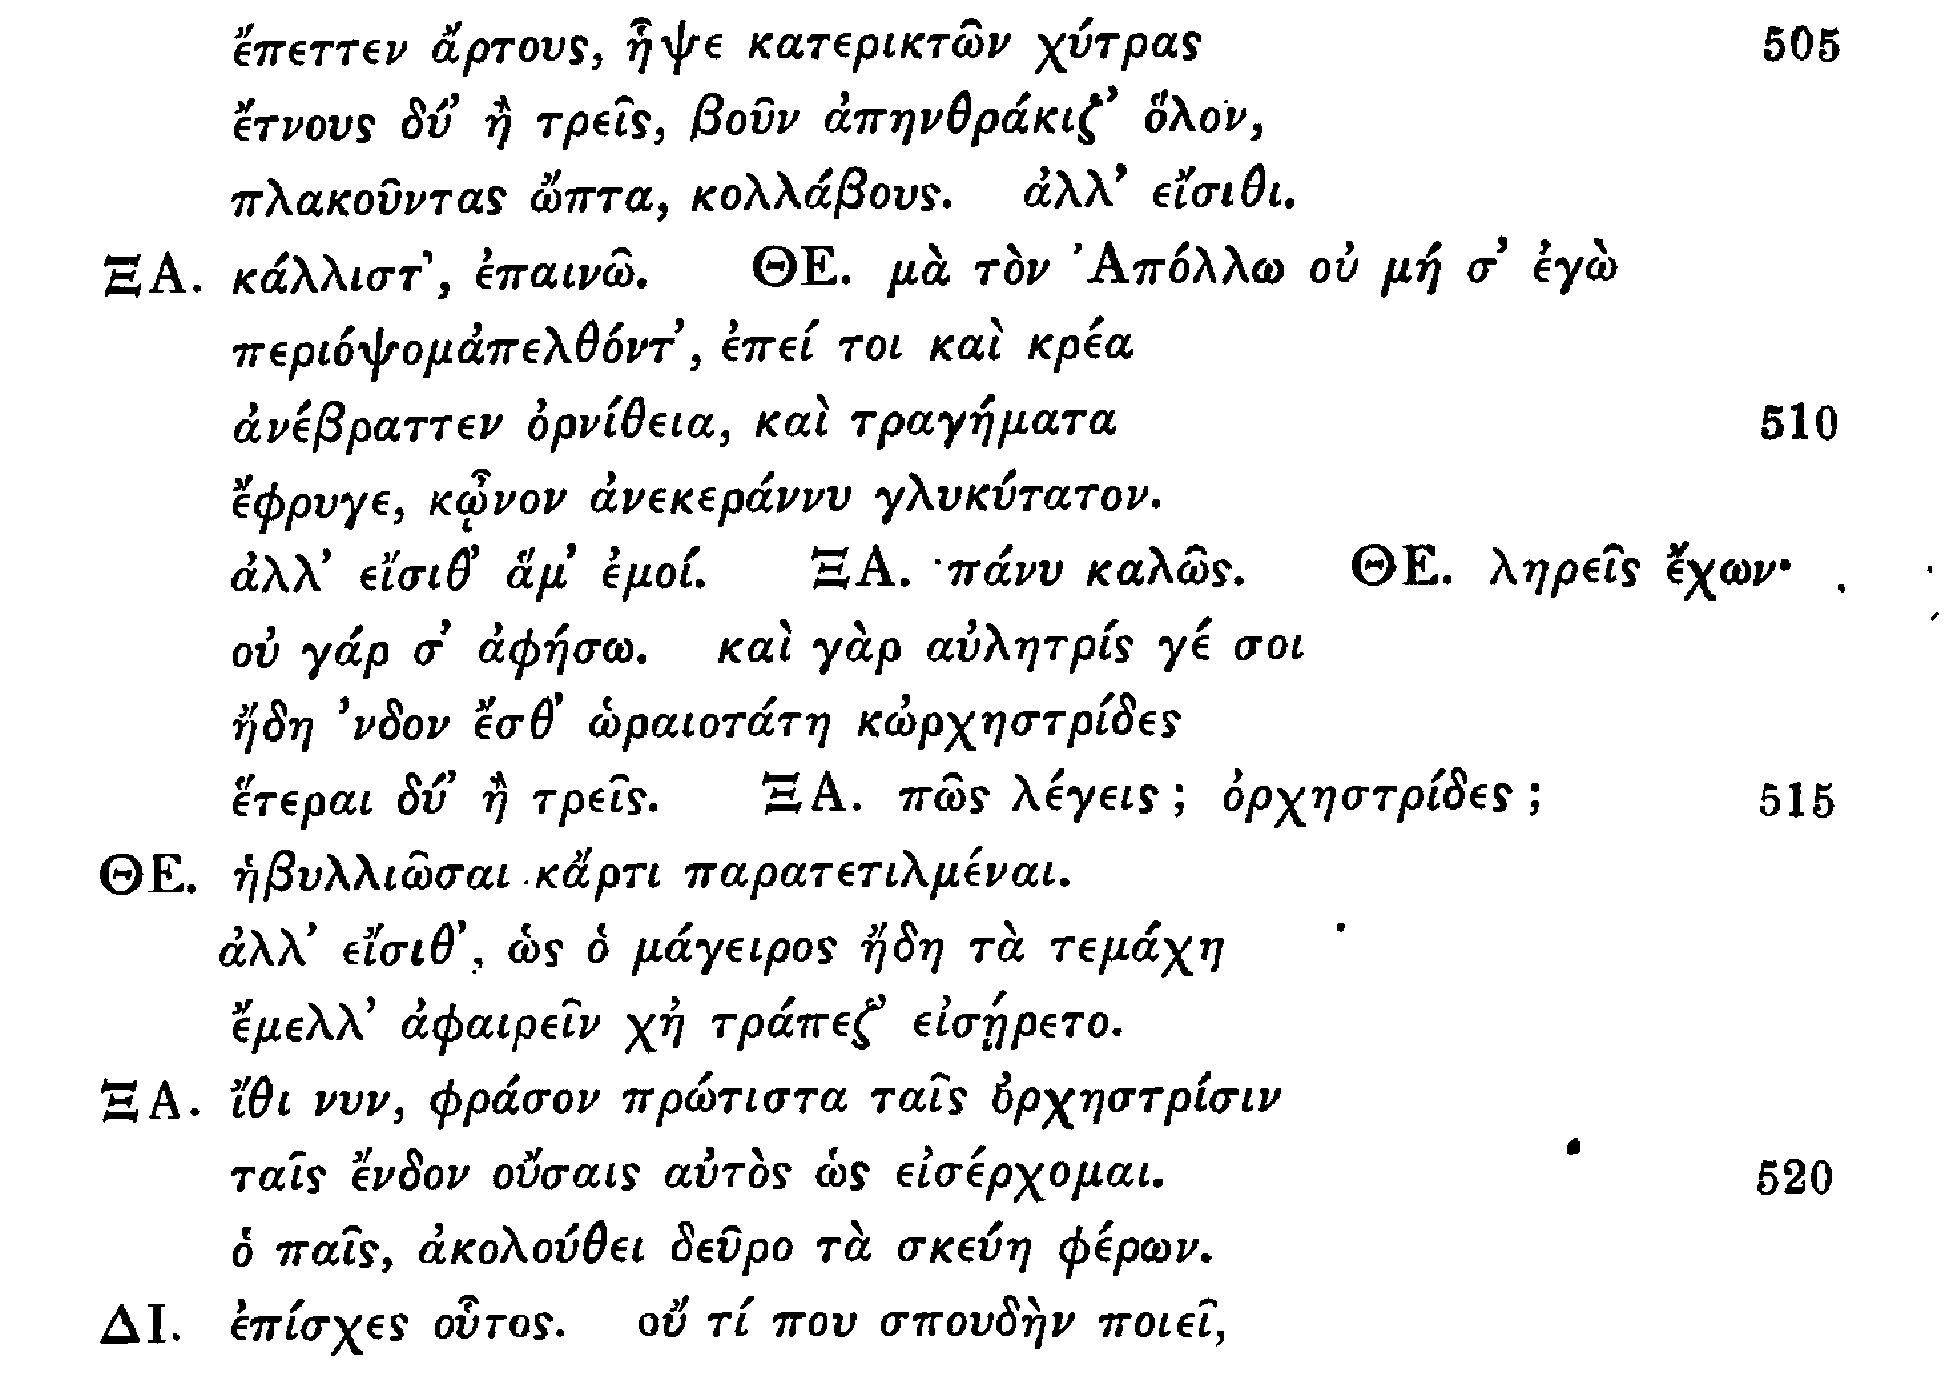 ἔπεττεν ἄρτους, ἧψε κατερικτῶν χύτρας 505
ἔτνους δύ’ ἢ τρεῖς, βοῦν ἀπηνθράκιζ’ ὅλον,
πλακοῦντας ὤπτα, κολλάβους. ἀλλ’ εἴσιθι.
ΞΑ. κάλλιστ’, ἐπαινῶ. ΘΕ. μὰ τὸν Ἀπόλλω οὐ μή σ’ ἐγὼ
περιόψομἀπελθόντ’, ἐπεί τοι καὶ κρέα
ἀνέβραττεν ὀρνίθεια, καὶ τραγήματα 510
ἔφρυγε, κᾦνον ἀνεκεράννυ γλυκύτατον.
ἀλλ’ εἴσιθ’ ἅμ’ ἐμοί. ΞΑ. πάνυ καλῶς. ΘΕ. ληρεῖς ἔχων·
οὐ γάρ σ’ ἀφήσω. καὶ γὰρ αὐλητρίς γέ σοι
ἤδη ’νδον ἔσθ’ ὡραιοτάτη κὠρχηστρίδες
ἕτεραι δύ’ ἢ τρεῖς. ΞΑ. πῶς λέγεις; ὀρχηστρίδες; 515
ΘΕ. ἡβυλλιῶσαι κἄρτι παρατετιλμέναι.
ἀλλ’ εἴσιθ’, ὡς ὁ μάγειρος ἤδη τὰ τεμάχη
ἔμελλ’ ἀφαιρεῖν χἠ τράπεζ’ εἰσῄρετο.
ΞΑ. ἴθι νυν, φράσον πρώτιστα ταῖς ὀρχηστρίσιν
ταῖς ἔνδον οὔσαις αὐτὸς ὡς εἰσέρχομαι. 520
ὁ παῖς, ἀκολούθει δεῦρο τὰ σκεύη φέρων.
ΔΙ. ἐπίσχες οὗτος. οὔ τί που σπουδὴν ποιεῖ,